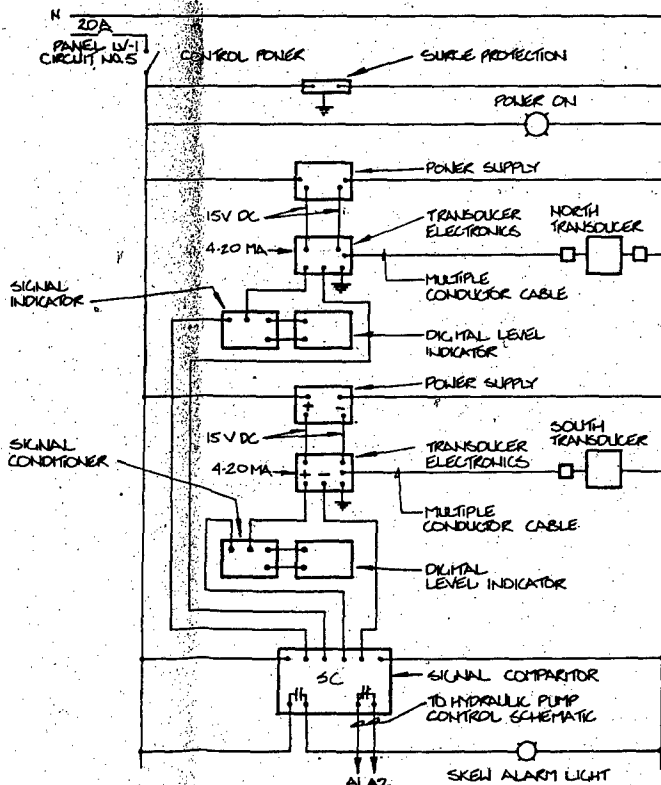 N
20A
PANEL LV-1
CIRCUIT NO.5
CONTROL POWER
SURGE PROTECTION
POWER ON
POWER SUPPLY
15V DC
TRANSDUCER
ELECTRONICS
NORTH
TRANSDUCER
4-20 MA
MULTIPLE
CONDUCTOR CABLE
SIGNAL
INDICATOR
DIGITAL LEVEL
INDICATOR
POWER SUPPLY
+ -
15V DC
SOUTH
TRANSDUCER
SIGNAL
CONDITIONER
TRANSDUCER
ELECTRONICS
4-20 MA
+ -
MULTIPLE
CONDUCTOR CABLE
DIGITAL
LEVEL INDICATOR
SC
SIGNAL COMPARITOR
TO HYDRAULIC PUMP
CONTROL SCHEMATIC
A1 A2
SKEW ALARM LIGHT